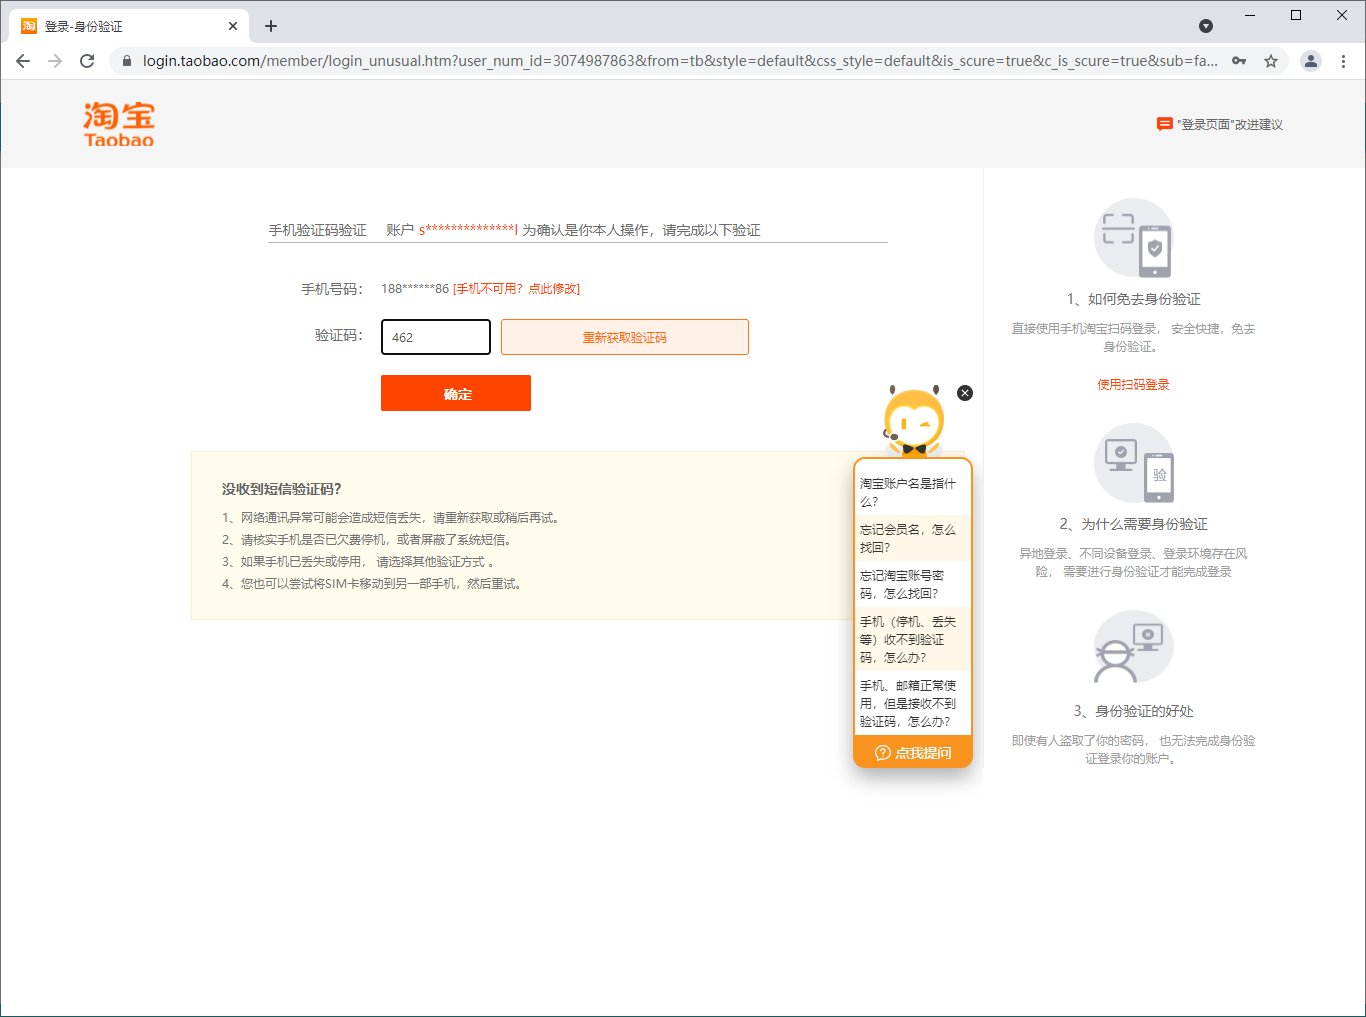 淘 登录-身份验证
login.taobao.com/member/login_unusual.htm?user_num_id=3074987863&from=tb&style=default&css_style=default&is_scure=true&c_is_scure=true&sub=fa...
淘宝
Taobao
"登录页面"改进建议
手机验证码验证 账户 s**************l 为确认是你本人操作，请完成以下验证
手机号码： 188******86 [手机不可用？点此修改]
验证码： 462 重新获取验证码
确定
没收到短信验证码？
1、网络通讯异常可能会造成短信丢失，请重新获取或稍后再试。
2、请核实手机是否已欠费停机，或者屏蔽了系统短信。
3、如果手机已丢失或停用， 请选择其他验证方式 。
4、您也可以尝试将SIM卡移动到另一部手机，然后重试。
淘宝账户名是指什
么？
忘记会员名，怎么
找回？
忘记淘宝账号密
码，怎么找回？
手机（停机、丢失
等）收不到验证
码，怎么办？
手机、邮箱正常使
用，但是接收不到
验证码，怎么办？
点我提问
1、如何免去身份验证
直接使用手机淘宝扫码登录， 安全快捷，免去
身份验证。
使用扫码登录
验
2、为什么需要身份验证
异地登录、不同设备登录、登录环境存在风
险， 需要进行身份验证才能完成登录
3、身份验证的好处
即使有人盗取了你的密码， 也无法完成身份验
证登录你的账户。